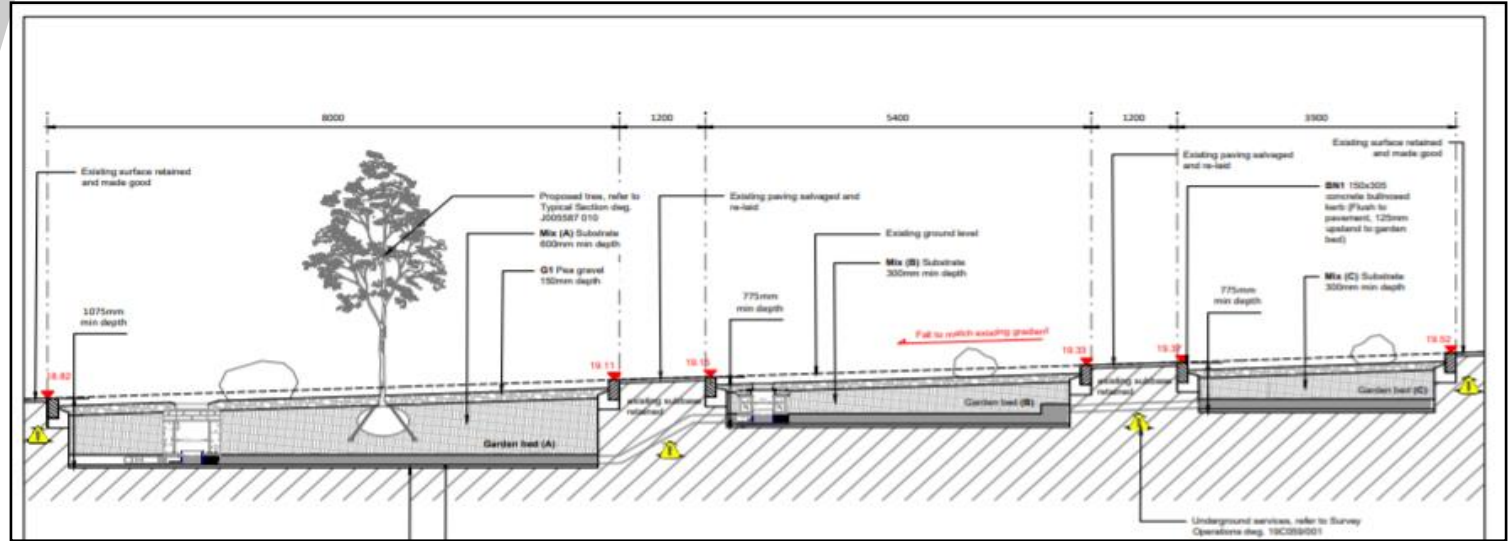 8000
1200
5400
1200
3900
Existing surface retained
and made good
Proposed tree, refer to
Typical Section dwg.
J005587 010
Mix (A) Substrate
600mm min depth
G1 Pea gravel
150mm depth
1075mm
min depth
Existing paving salvaged and
re-laid
Existing ground level
Mix (B) Substrate
300mm min depth
775mm
min depth
Fall to match existing gradient
Existing paving salvaged
and re-laid
Existing surface retained
and made good
BN1 150x305
concrete bullnosed
kerb (Flush to
pavement, 125mm
upstand to garden
bed)
Mix (C) Substrate
300mm min depth
775mm
min depth
18.82
19.11
19.15
19.33
19.37
19.52
existing subbase
retained
existing subbase
retained
Garden bed (A)
Garden bed (B)
Garden bed (C)
Underground services, refer to Survey
Operations dwg. 19C059/001